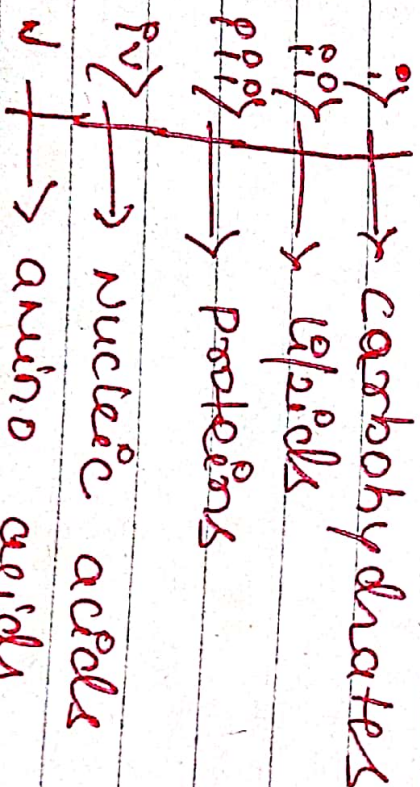 i> → Carbohydrates
ii> → Lipids
iii> → Proteins
iv> → Nucleic acids
v → amino acids